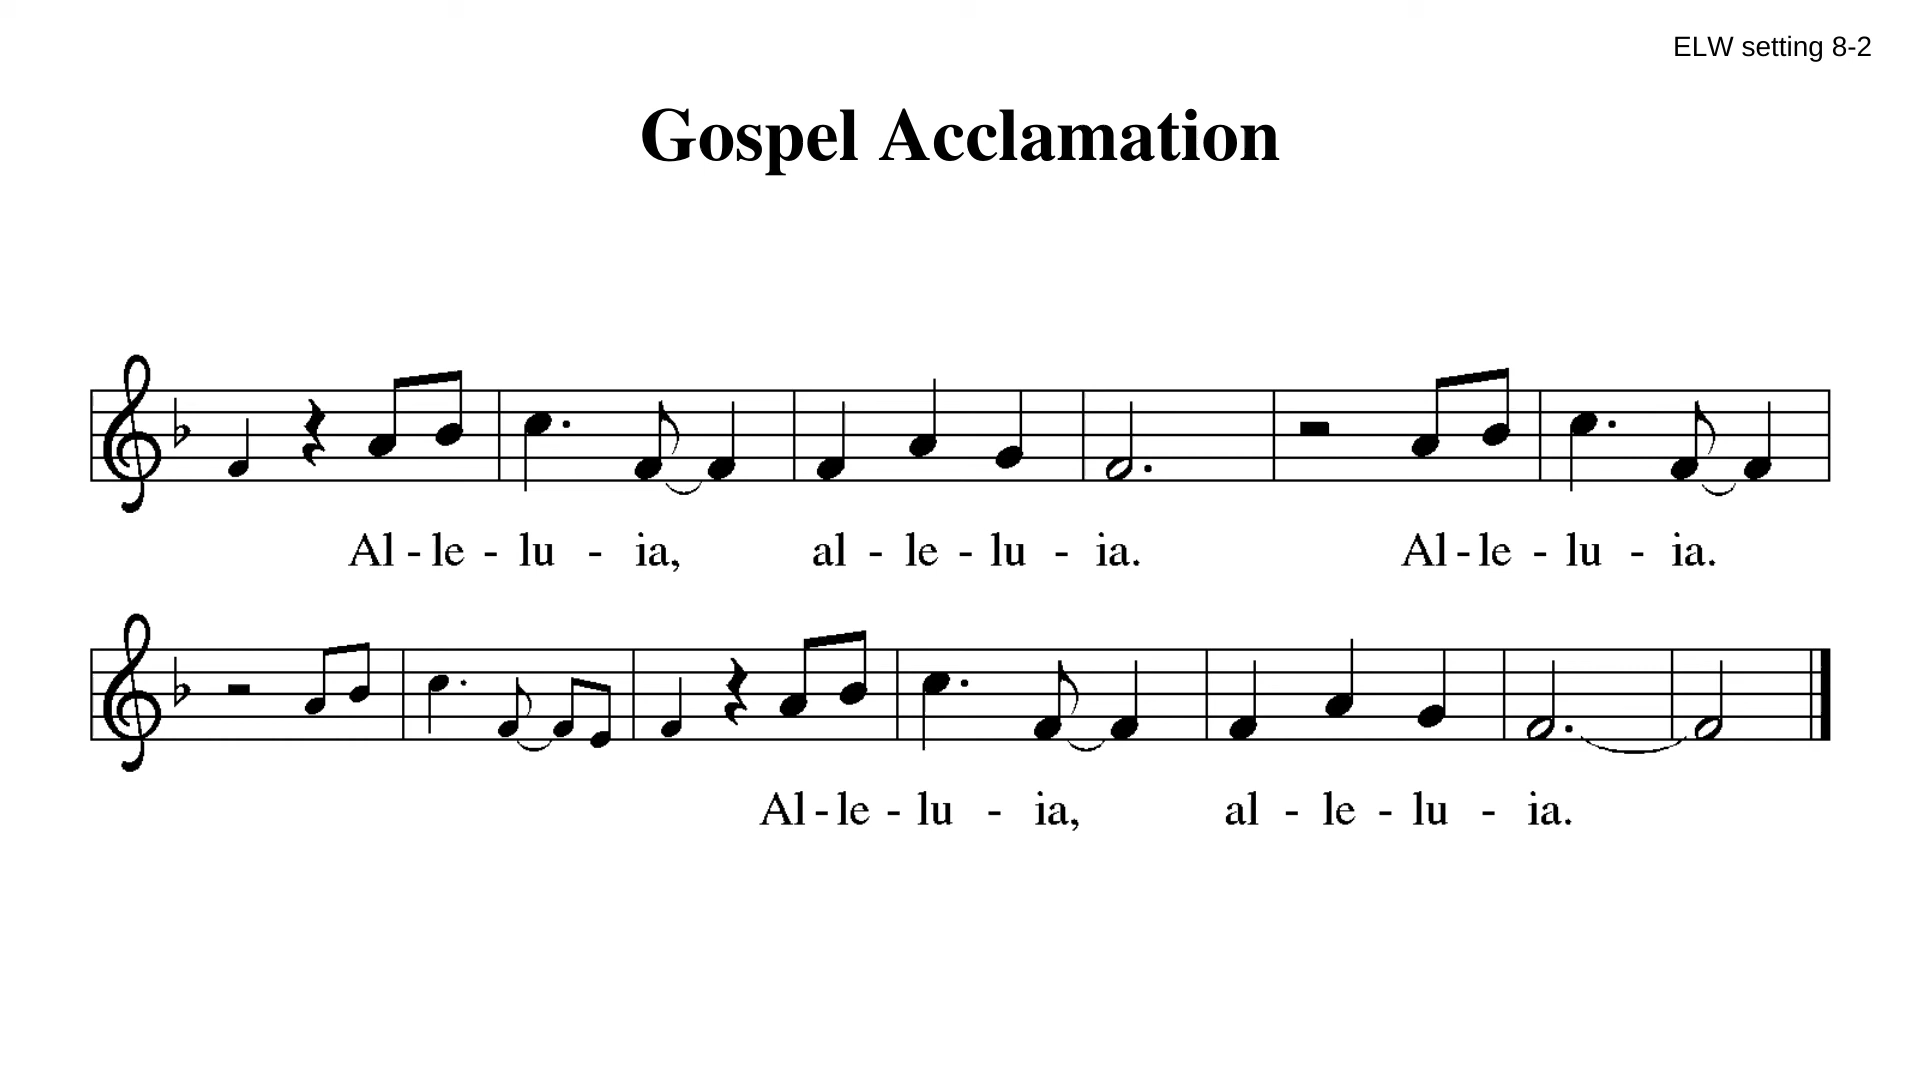 ELW setting 8-2
Gospel Acclamation
Al - le - lu - ia, al - le - lu - ia. Al - le - lu - ia.
Al - le - lu - ia, al - le - lu - ia.